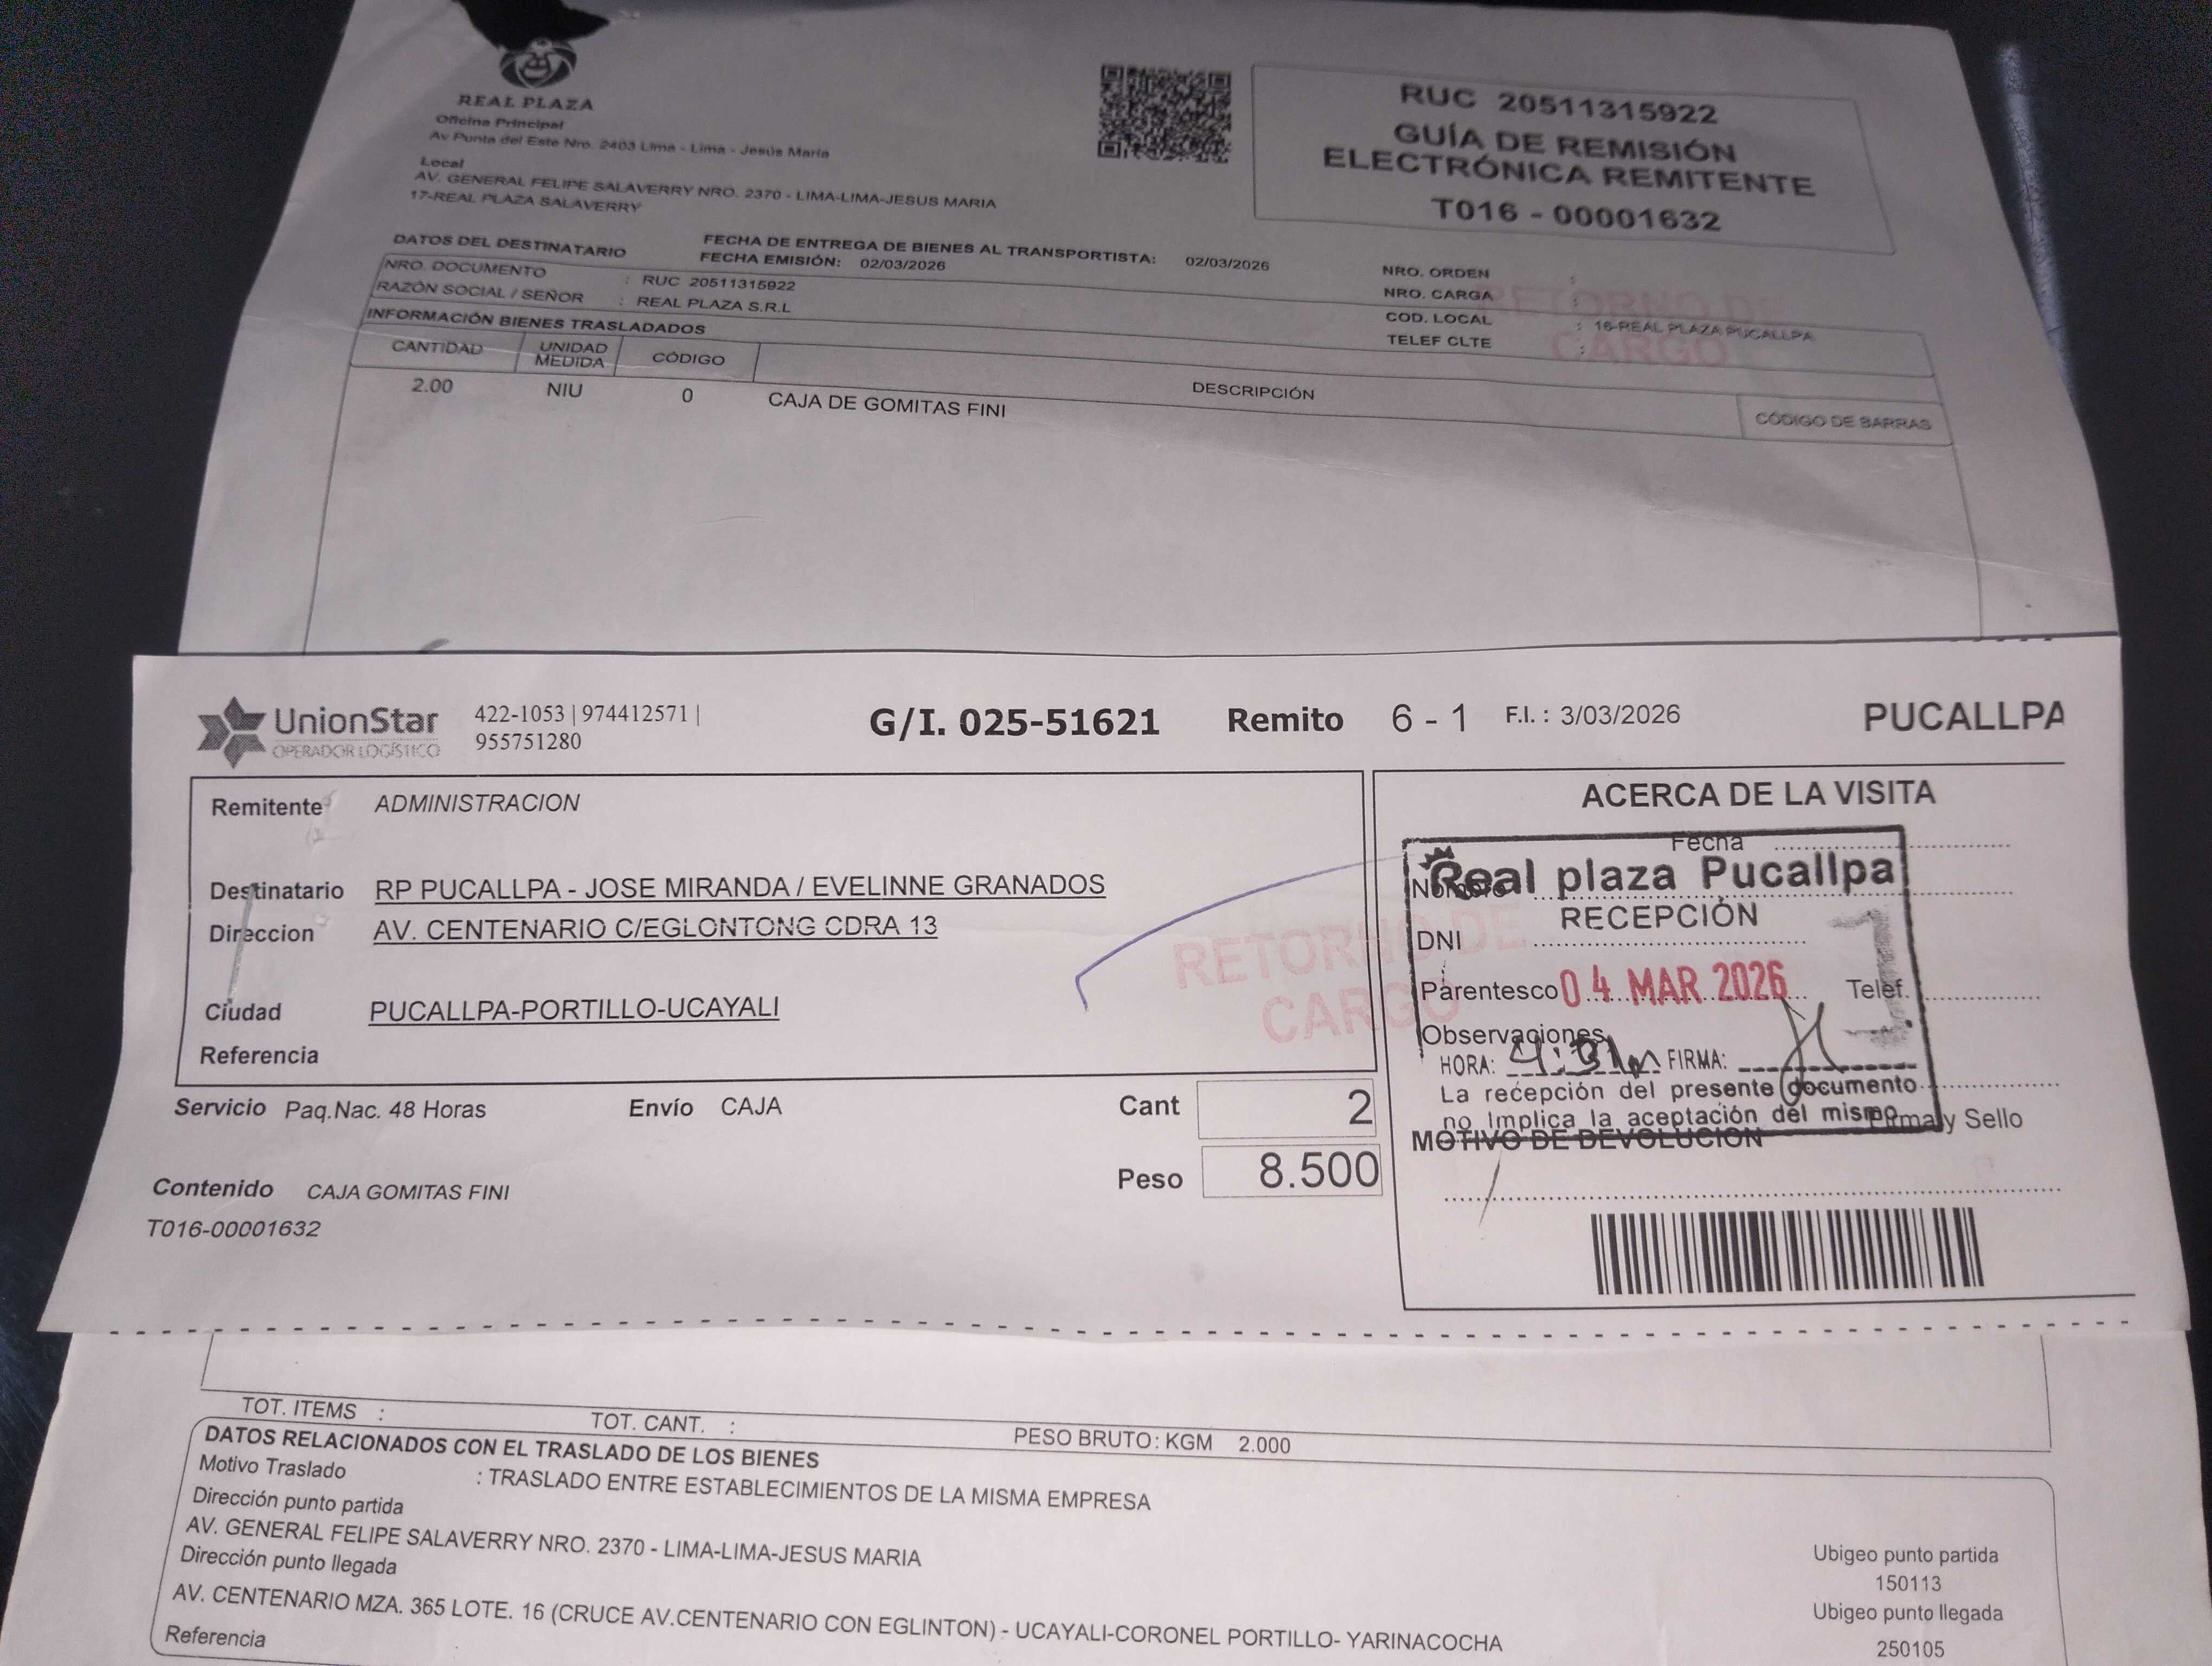 REAL PLAZA
Oficina Principal
Av Punta del Este Nro. 2403 Lima - Lima - Jesús María
Local
AV. GENERAL FELIPE SALAVERRY NRO. 2370 - LIMA-LIMA-JESUS MARIA
17-REAL PLAZA SALAVERRY
RUC 20511315922
GUÍA DE REMISIÓN
ELECTRÓNICA REMITENTE
T016 - 00001632
DATOS DEL DESTINATARIO
FECHA DE ENTREGA DE BIENES AL TRANSPORTISTA: 02/03/2026
FECHA EMISIÓN: 02/03/2026
NRO. DOCUMENTO : RUC 20511315922
RAZÓN SOCIAL / SEÑOR : REAL PLAZA S.R.L
NRO. ORDEN :
NRO. CARGA :
COD. LOCAL : 16-REAL PLAZA PUCALLPA
TELEF CLTE :
RETORNO DE
CARGO
INFORMACIÓN BIENES TRASLADADOS
CANTIDAD UNIDAD MEDIDA CÓDIGO DESCRIPCIÓN CÓDIGO DE BARRAS
2.00 NIU 0 CAJA DE GOMITAS FINI
UnionStar
OPERADOR LOGÍSTICO
422-1053 | 974412571 |
955751280
G/I. 025-51621 Remito 6 - 1 F.I. : 3/03/2026 PUCALLPA
Remitente ADMINISTRACION
Destinatario RP PUCALLPA - JOSE MIRANDA / EVELINNE GRANADOS
Direccion AV. CENTENARIO C/EGLONTONG CDRA 13
Ciudad PUCALLPA-PORTILLO-UCAYALI
Referencia
RETORNO DE
CARGO
Servicio Paq.Nac. 48 Horas Envío CAJA Cant 2
Peso 8.500
Contenido CAJA GOMITAS FINI
T016-00001632
ACERCA DE LA VISITA
Fecha
Real plaza Pucallpa
Nombre
RECEPCIÓN
DNI
Parentesco 04 MAR 2026 Telef.
Observaciones
HORA: FIRMA:
La recepción del presente documento
no Implica la aceptación del mismo
Firma y Sello
MOTIVO DE DEVOLUCION
TOT. ITEMS : TOT. CANT. : PESO BRUTO: KGM 2.000
DATOS RELACIONADOS CON EL TRASLADO DE LOS BIENES
Motivo Traslado : TRASLADO ENTRE ESTABLECIMIENTOS DE LA MISMA EMPRESA
Dirección punto partida
AV. GENERAL FELIPE SALAVERRY NRO. 2370 - LIMA-LIMA-JESUS MARIA
Ubigeo punto partida
150113
Dirección punto llegada
AV. CENTENARIO MZA. 365 LOTE. 16 (CRUCE AV.CENTENARIO CON EGLINTON) - UCAYALI-CORONEL PORTILLO- YARINACOCHA
Ubigeo punto llegada
250105
Referencia